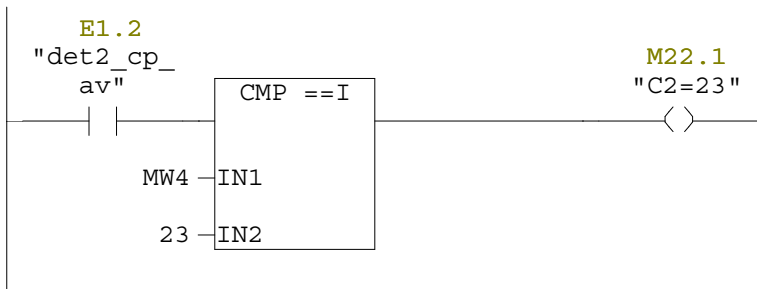 E1.2
"det2_cp_
av"
M22.1
"C2=23"
CMP ==I
MW4
IN1
23
IN2